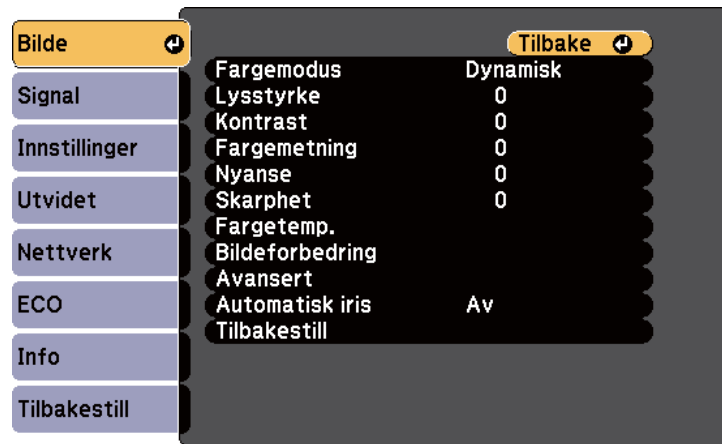 Bilde
Signal
Innstillinger
Utvidet
Nettverk
ECO
Info
Tilbakestill
Tilbake
Fargemodus Dynamisk
Lysstyrke 0
Kontrast 0
Fargemetning 0
Nyanse 0
Skarphet 0
Fargetemp.
Bildeforbedring
Avansert
Automatisk iris Av
Tilbakestill